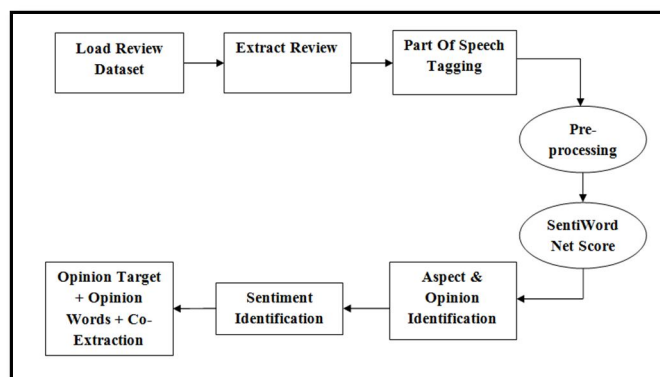 Load Review
Dataset
Extract Review
Part Of Speech
Tagging
Pre-
processing
SentiWord
Net Score
Aspect &
Opinion
Identification
Sentiment
Identification
Opinion Target
+ Opinion
Words + Co-
Extraction